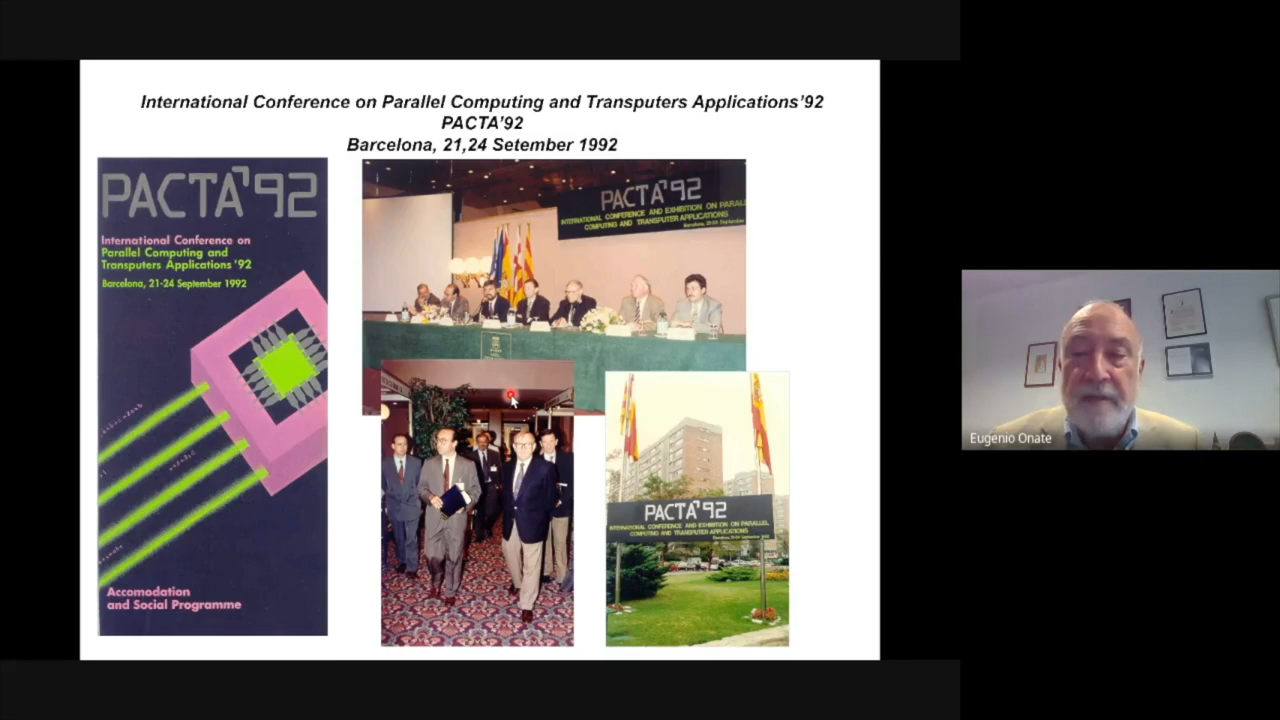 International Conference on Parallel Computing and Transputers Applications'92
PACTA'92
Barcelona, 21,24 Setember 1992
PACTA'92
International Conference on
Parallel Computing and
Transputers Applications '92
Barcelona, 21-24 September 1992
Accomodation
and Social Programme
PACTA'92
INTERNATIONAL CONFERENCE AND EXHIBITION ON PARALL
COMPUTING AND TRANSPUTER APPLICATIONS
PACTA'92
INTERNATIONAL CONFERENCE AND EXHIBITION ON PARALLEL
COMPUTING AND TRANSPUTER APPLICATIONS
Eugenio Onate